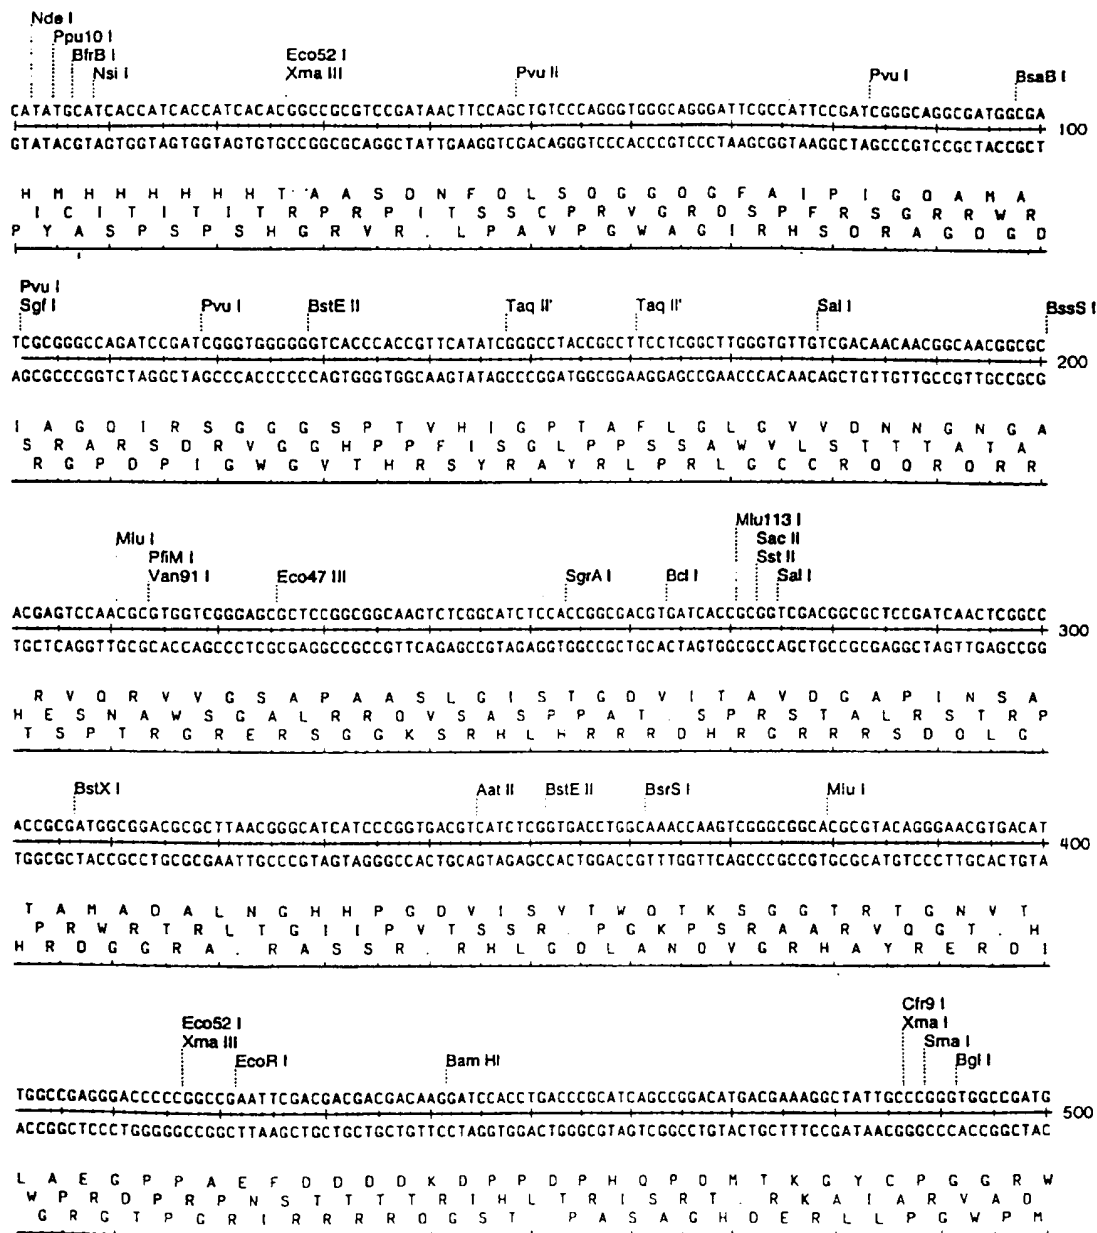 Nde I
Ppu10 I
BfrB I Eco52 I
Nsi I Xma III Pvu II Pvu I BsaB I
CATATGCATCACCATCACCATCACACGGCCGCGTCCGATAACTTCCAGCTGTCCCAGGGTGGGCAGGGATTCGCCATTCCGATCGGGCAGGCGATGGCGA
100
GTATACGTAGTGGTAGTGGTAGTGTGCCGGCGCAGGCTATTGAAGGTCGACAGGGTCCCACCCGTCCCTAAGCGGTAAGGCTAGCCCGTCCGCTACCGCT
H M H H H H H H T A A S D N F Q L S Q G G Q G F A I P I G Q A M A
I C I T I T I T R P R P I T S S C P R V G R D S P F R S G R R W R
P Y A S P S P S H G R V R . L P A V P G W A G I R H S D R A G D G D
Pvu I
Sgf I Pvu I BstE II Taq II' Taq II' Sal I BssS I
TCGCGGGCCAGATCCGATCGGGTGGGGGGTCACCCACCGTTCATATCGGGCCTACCGCCTTCCTCGGCTTGGGTGTTGTCGACAACAACGGCAACGGCGC
200
AGCGCCCGGTCTAGGCTAGCCCACCCCCCAGTGGGTGGCAAGTATAGCCCGGATGGCGGAAGGAGCCGAACCCACAACAGCTGTTGTTGCCGTTGCCGCG
I A G Q I R S G G G S P T V H I G P T A F L G L G V V D N N G N G A
S R A R S D R V G G H P P F I S G L P P S S A W V L S T T T A T A
R G P D P I G W G V T H R S Y R A Y R L P R L G C C R Q Q R Q R R
Mlu113 I
Mlu I Sac II
PflM I Sst II
Van91 I Eco47 III SgrA I Bcl I Sal I
ACGAGTCCAACGCGTGGTCGGGAGCGCTCCGGCGGCAAGTCTCGGCATCTCCACCGGCGACGTGATCACCGCGGTCGACGGCGCTCCGATCAACTCGGCC
300
TGCTCAGGTTGCGCACCAGCCCTCGCGAGGCCGCCGTTCAGAGCCGTAGAGGTGGCCGCTGCACTAGTGGCGCCAGCTGCCGCGAGGCTAGTTGAGCCGG
R V Q R V V G S A P A A S L G I S T G D V I T A V D G A P I N S A
H E S N A W S G A L R R Q V S A S P P A T . S P R S T A L R S T R P
T S P T R G R E R S G G K S R H L H R R R D H R G R R R S D Q L G
BstX I Aat II BstE II BsrS I Mlu I
ACCGCGATGGCGGACGCGCTTAACGGGCATCATCCCGGTGACGTCATCTCGGTGACCTGGCAAACCAAGTCGGGCGGCACGCGTACAGGGAACGTGACAT
400
TGGCGCTACCGCCTGCGCGAATTGCCCGTAGTAGGGCCACTGCAGTAGAGCCACTGGACCGTTTGGTTCAGCCCGCCGTGCGCATGTCCCTTGCACTGTA
T A M A D A L N G H H P G D V I S V T W Q T K S G G T R T G N V T
P R W R T R L T G I I P V T S S R . P G K P S R A A R V Q G T . H
H R D G G R A . R A S S R . R H L G D L A N Q V G R H A Y R E R D I
Cfr9 I
Eco52 I Xma I
Xma III Sma I
EcoR I Bam HI Bgl I
TGGCCGAGGGACCCCCGGCCGAATTCGACGACGACGACAAGGATCCACCTGACCCGCATCAGCCGGACATGACGAAAGGCTATTGCCCGGGTGGCCGATG
500
ACCGGCTCCCTGGGGGCCGGCTTAAGCTGCTGCTGCTGTTCCTAGGTGGACTGGGCGTAGTCGGCCTGTACTGCTTTCCGATAACGGGCCCACCGGCTAC
L A E G P P A E F D D D D K D P P D P H Q P D M T K G Y C P G G R W
W P R D P R P N S T T T T R I H L T R I S R T . R K A I A R V A D
G R G T P G R I R R R R Q G S T P A S A G H D E R L L P G W P M